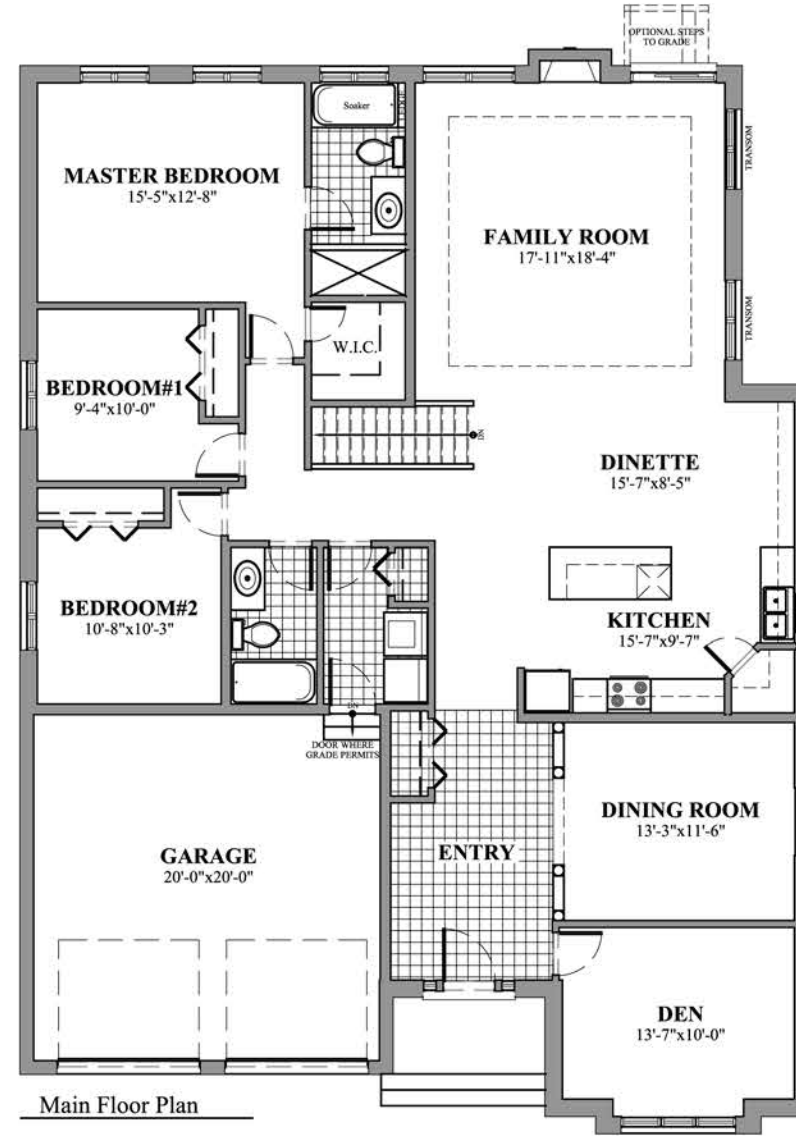 OPTIONAL STEPS
TO GRADE
Soaker
LEDGE
TRANSOM
MASTER BEDROOM
15'-5"x12'-8"
FAMILY ROOM
17'-11"x18'-4"
TRANSOM
W.I.C.
BEDROOM#1
9'-4"x10'-0"
DN
DINETTE
15'-7"x8'-5"
BEDROOM#2
10'-8"x10'-3"
KITCHEN
15'-7"x9'-7"
DN
DOOR WHERE
GRADE PERMITS
DINING ROOM
13'-3"x11'-6"
GARAGE
20'-0"x20'-0"
ENTRY
DEN
13'-7"x10'-0"
Main Floor Plan